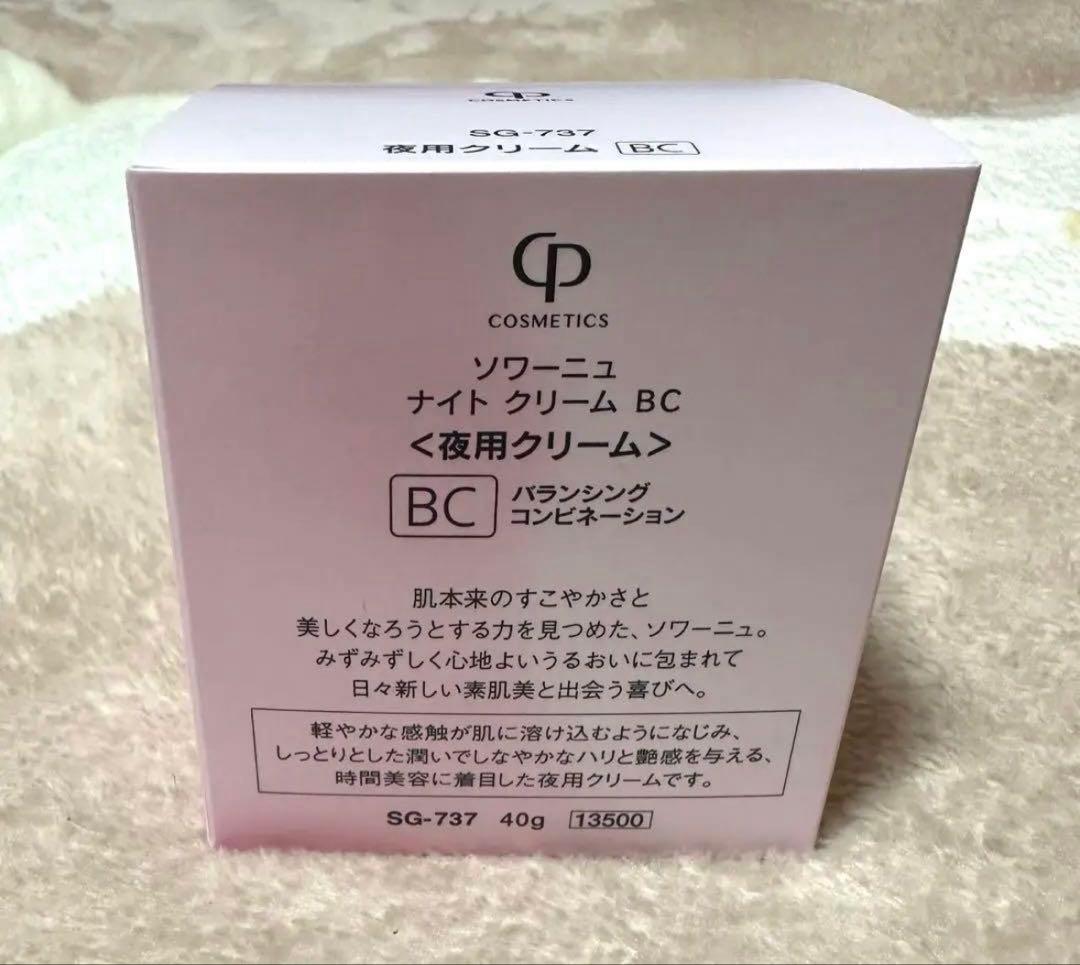 CP
COSMETICS
SG-737
夜用クリーム BC
CP
COSMETICS
ソワーニュ
ナイト クリーム BC
<夜用クリーム>
BC バランシング
コンビネーション
肌本来のすこやかさと
美しくなろうとする力を見つめた、ソワーニュ。
みずみずしく心地よいうるおいに包まれて
日々新しい素肌美と出会う喜びへ。
軽やかな感触が肌に溶け込むようになじみ、
しっとりとした潤いでしなやかなハリと艶感を与える、
時間美容に着目した夜用クリームです。
SG-737 40g 13500